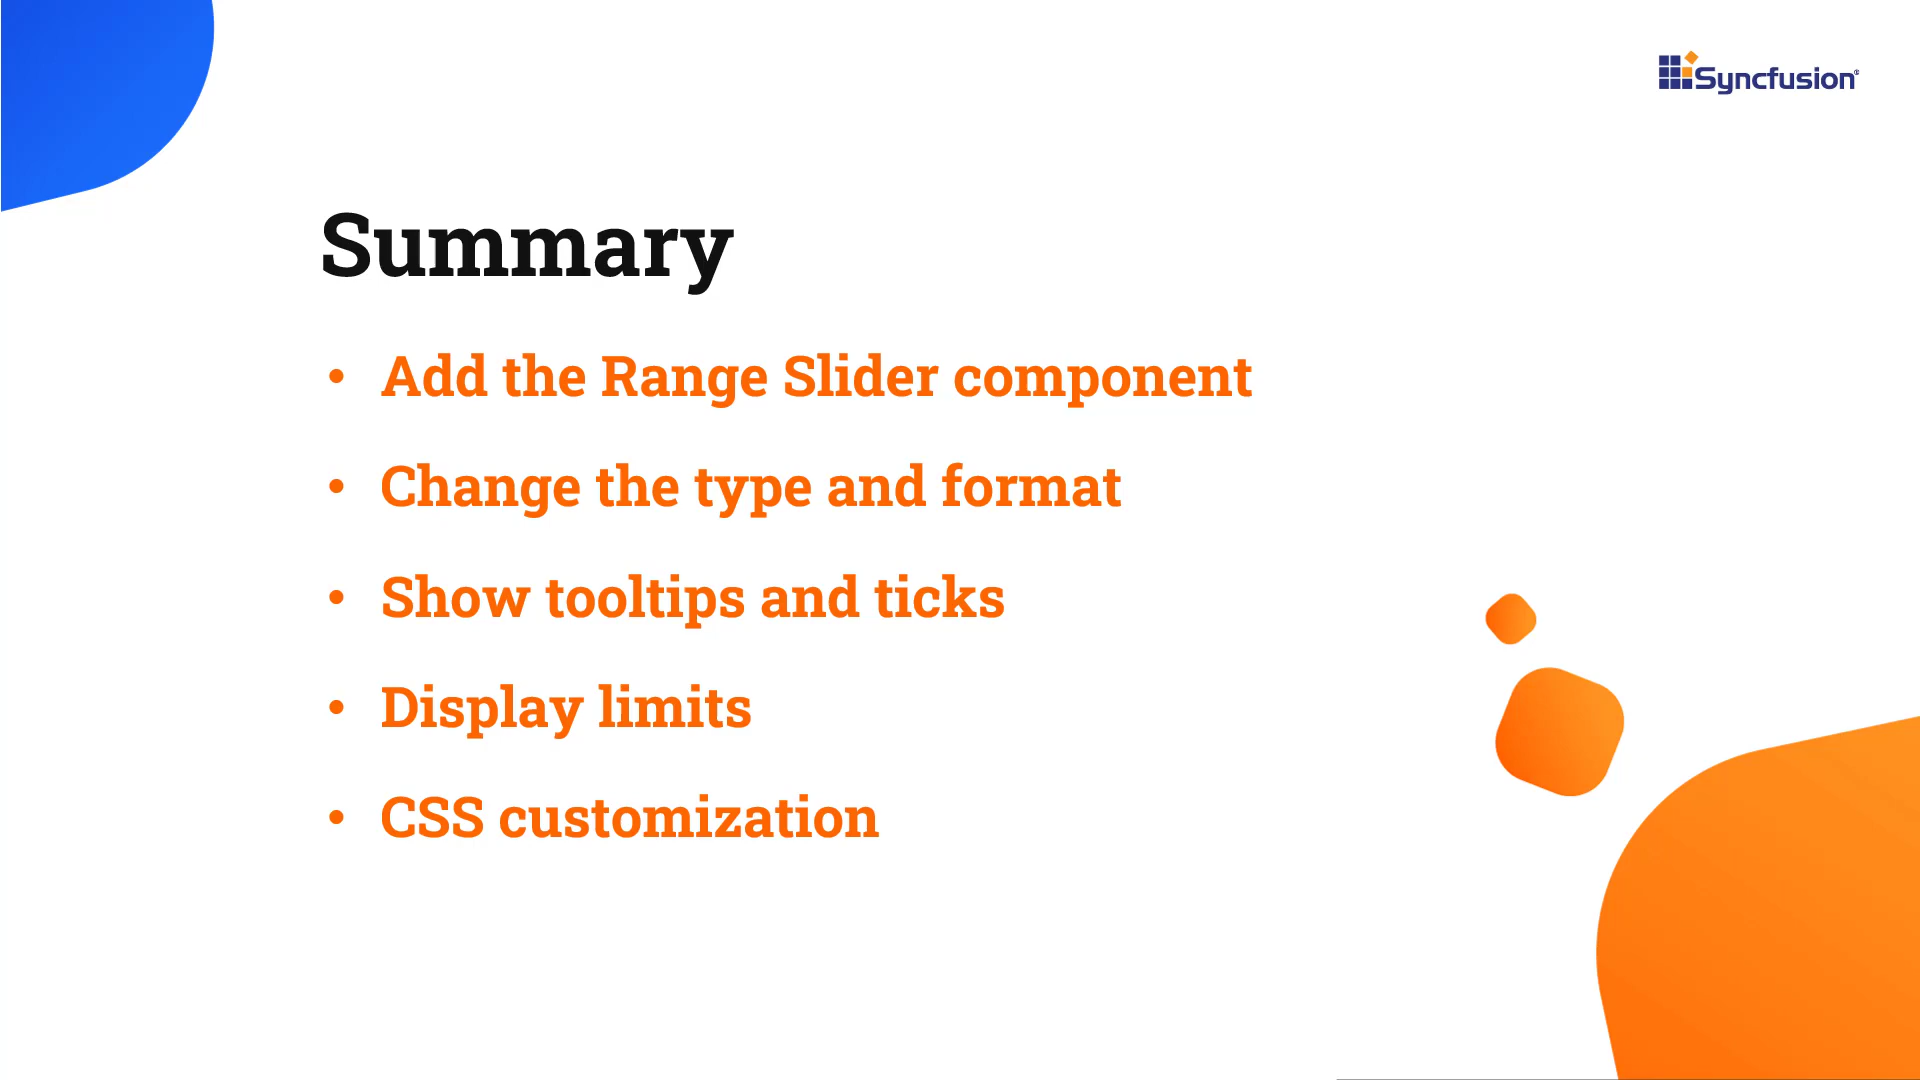 Syncfusion®
Summary
• Add the Range Slider component
• Change the type and format
• Show tooltips and ticks
• Display limits
• CSS customization